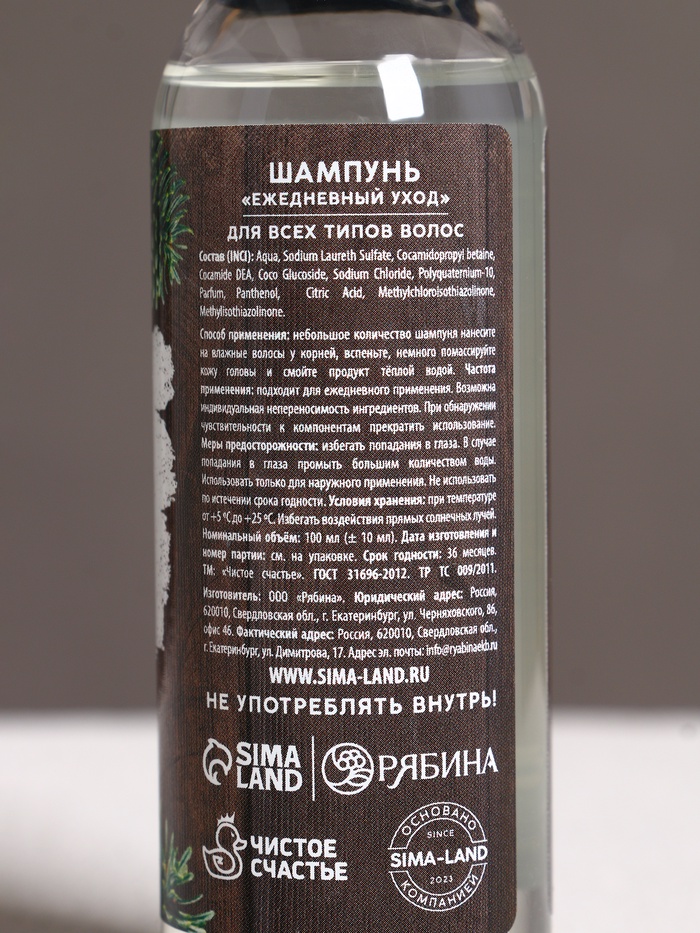 ШАМПУНЬ
«ЕЖЕДНЕВНЫЙ УХОД»
ДЛЯ ВСЕХ ТИПОВ ВОЛОС
Состав (INCI): Aqua, Sodium Laureth Sulfate, Cocamidopropyl betaine,
Cocamide DEA, Coco Glucoside, Sodium Chloride, Polyquaternium-10,
Parfum, Panthenol, Citric Acid, Methylchloroisothiazolinone,
Methylisothiazolinone.
Способ применения: небольшое количество шампуня нанесите
на влажные волосы у корней, вспеньте, немного помассируйте
кожу головы и смойте продукт тёплой водой. Частота
применения: подходит для ежедневного применения. Возможна
индивидуальная непереносимость ингредиентов. При обнаружении
чувствительности к компонентам прекратить использование.
Меры предосторожности: избегать попадания в глаза. В случае
попадания в глаза промыть большим количеством воды.
Использовать только для наружного применения. Не использовать
по истечении срока годности. Условия хранения: при температуре
от +5 °С до +25 °С. Избегать воздействия прямых солнечных лучей.
Номинальный объём: 100 мл (± 10 мл). Дата изготовления и
номер партии: см. на упаковке. Срок годности: 36 месяцев.
ТМ: «Чистое счастье». ГОСТ 31696-2012. ТР ТС 009/2011.
Изготовитель: ООО «Рябина». Юридический адрес: Россия,
620010, Свердловская обл., г. Екатеринбург, ул. Черняховского, 86,
офис 46. Фактический адрес: Россия, 620010, Свердловская обл.,
г. Екатеринбург, ул. Димитрова, 17. Адрес эл. почты: info@ryabinaekb.ru
WWW.SIMA-LAND.RU
НЕ УПОТРЕБЛЯТЬ ВНУТРЬ!
SIMA
LAND
РЯБИНА
ЧИСТОЕ
СЧАСТЬЕ
ОСНОВАНО
SINCE
SIMA-LAND
2023
КОМПАНИЕЙ